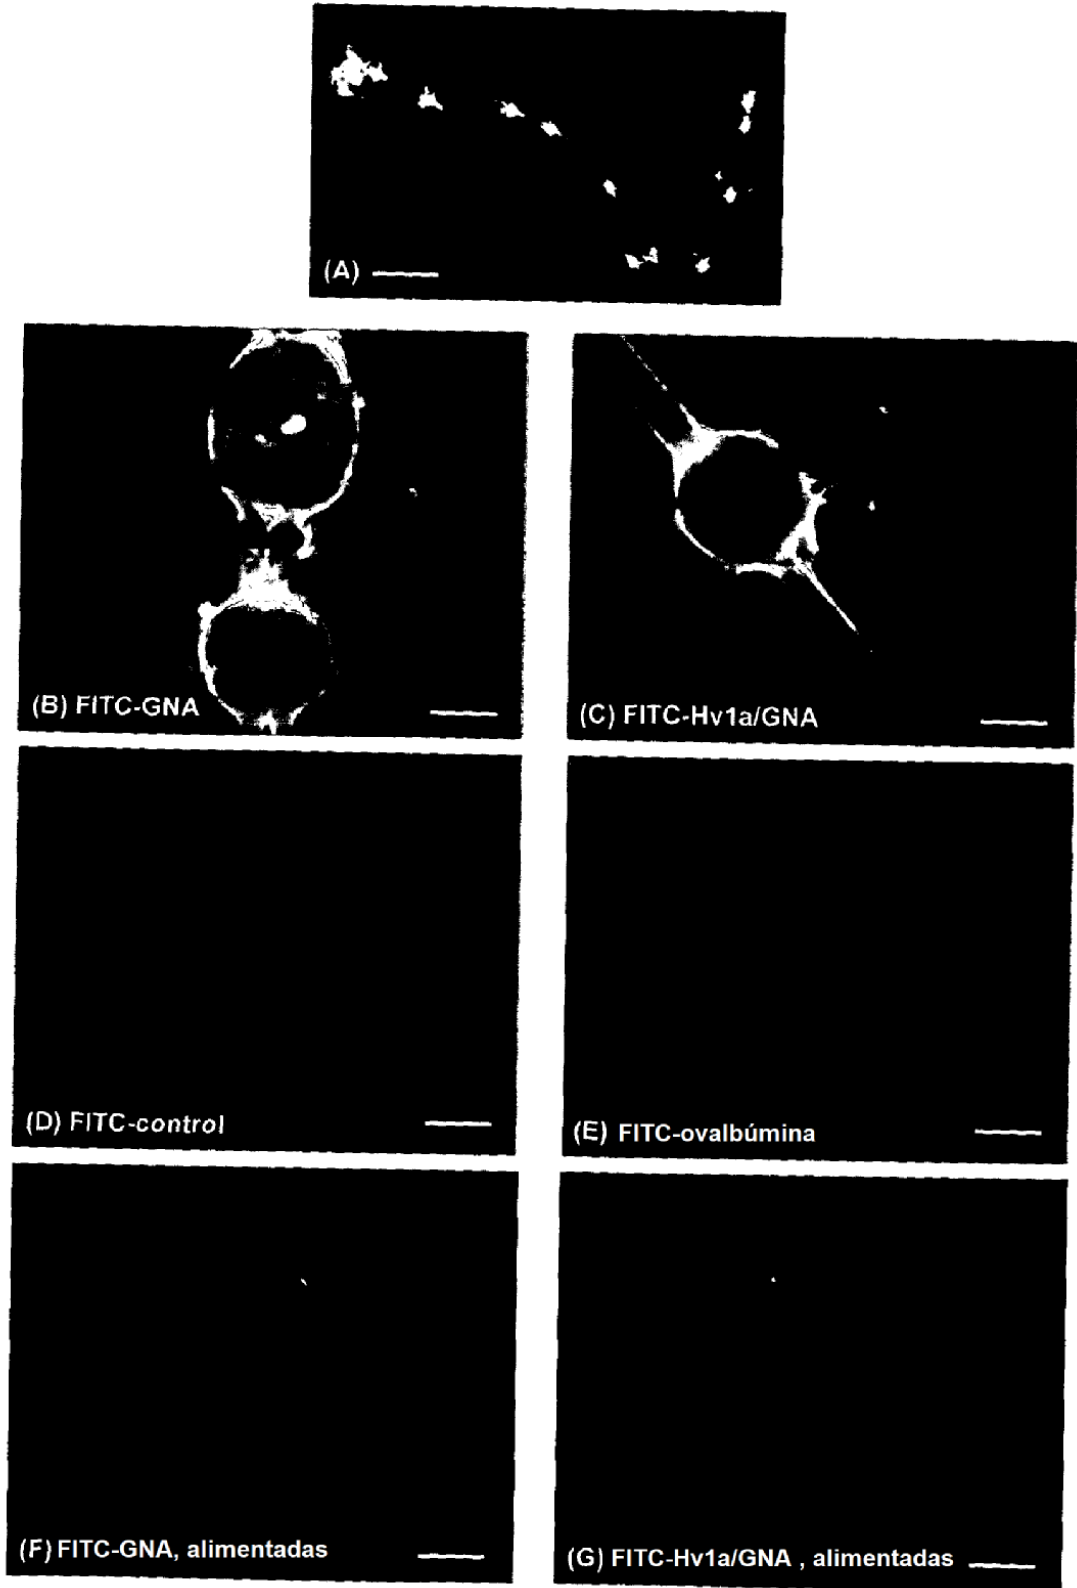 (A)
(B) FITC-GNA
(C) FITC-Hv1a/GNA
(D) FITC-control
(E) FITC-ovalbúmina
(F) FITC-GNA, alimentadas
(G) FITC-Hv1a/GNA , alimentadas